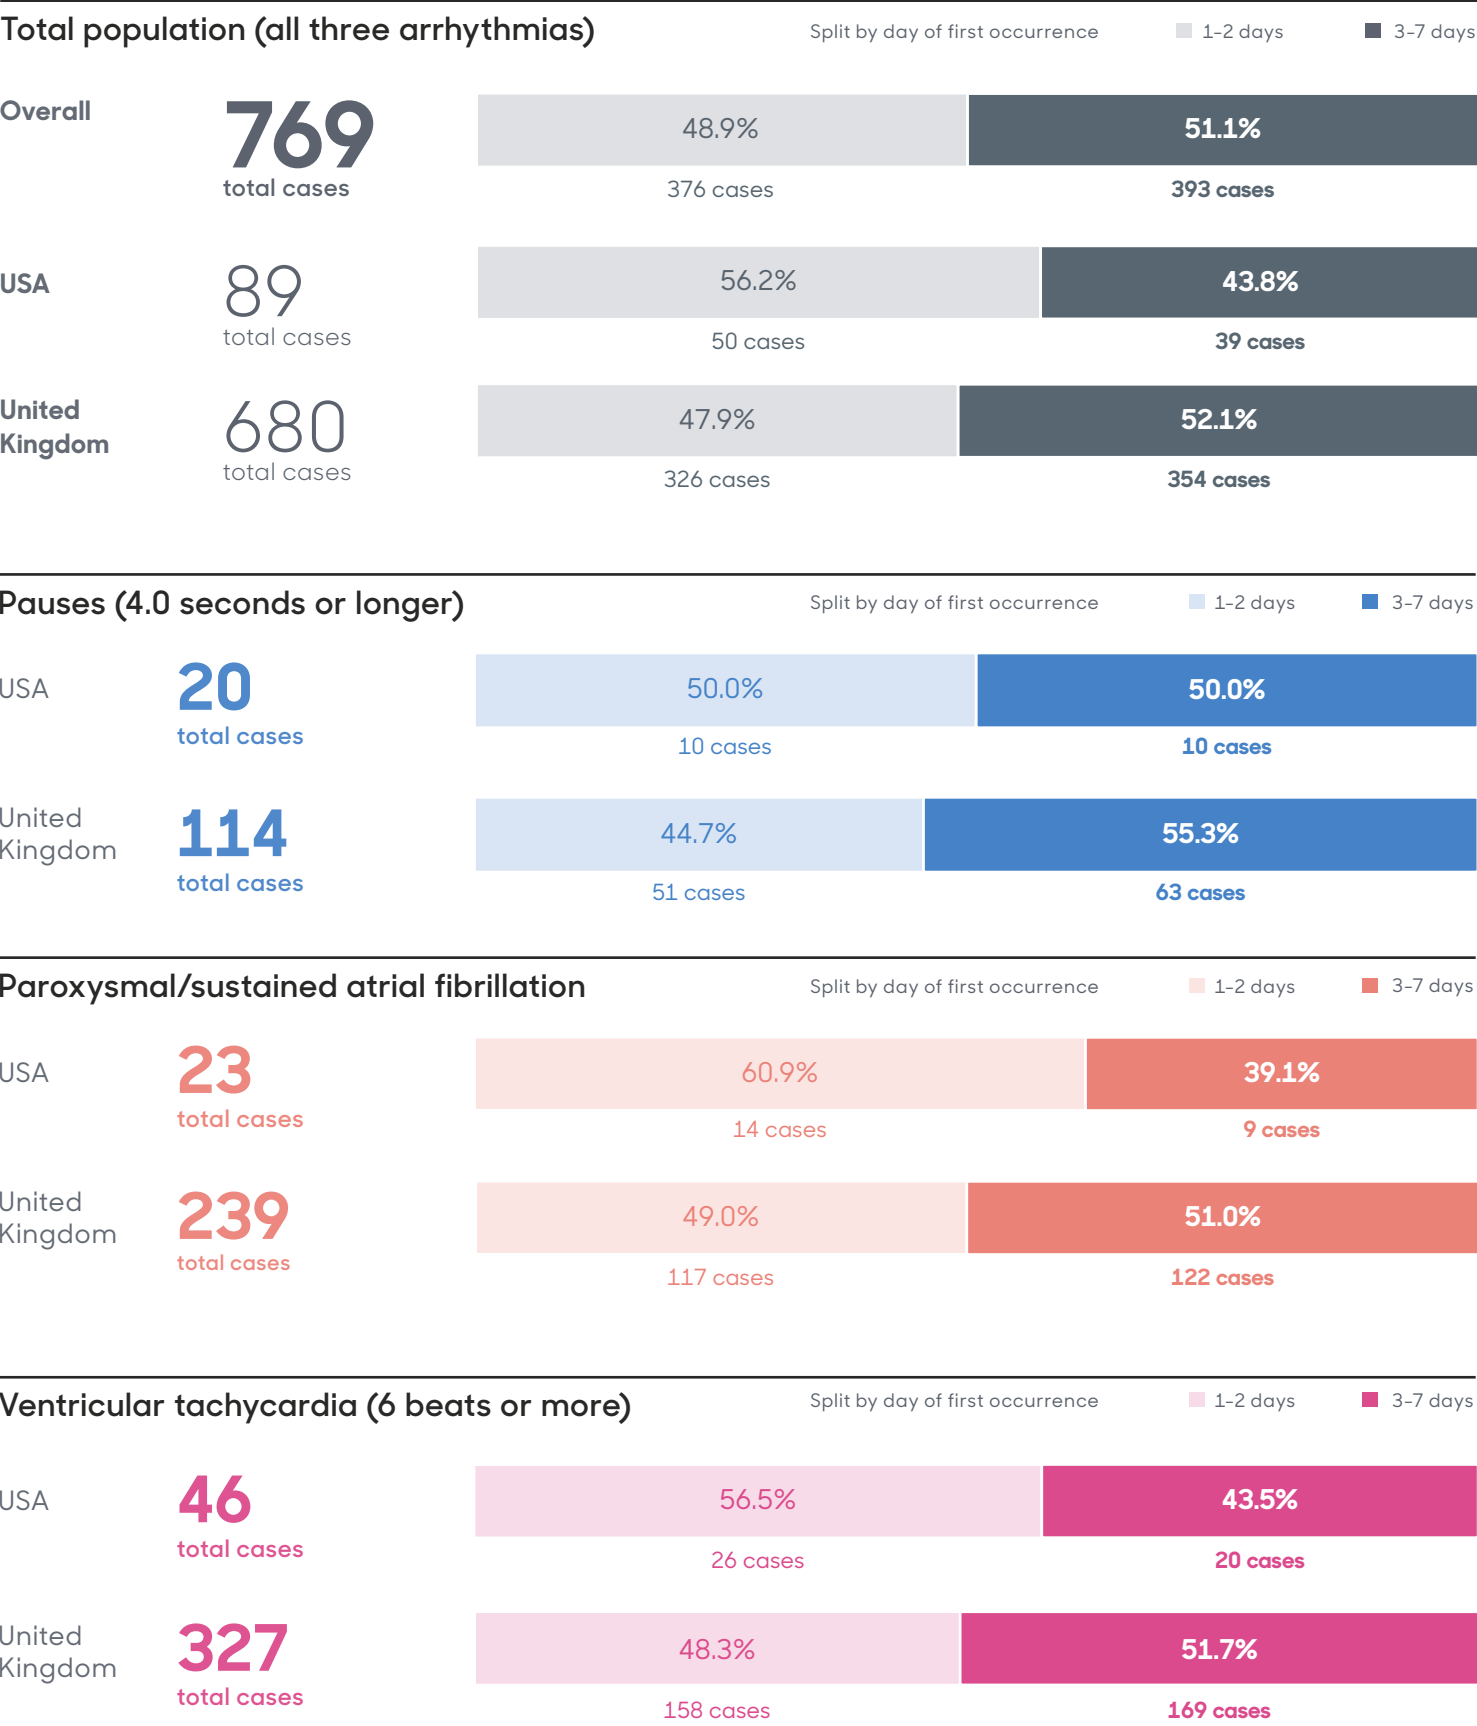 Total population (all three arrhythmias)
Split by day of first occurrence
1-2 days
3-7 days
Overall
769
total cases
48.9%
51.1%
376 cases
393 cases
USA
89
total cases
56.2%
43.8%
50 cases
39 cases
United
Kingdom
680
total cases
47.9%
52.1%
326 cases
354 cases
Pauses (4.0 seconds or longer)
Split by day of first occurrence
1-2 days
3-7 days
USA
20
total cases
50.0%
50.0%
10 cases
10 cases
United
Kingdom
114
total cases
44.7%
55.3%
51 cases
63 cases
Paroxysmal/sustained atrial fibrillation
Split by day of first occurrence
1-2 days
3-7 days
USA
23
total cases
60.9%
39.1%
14 cases
9 cases
United
Kingdom
239
total cases
49.0%
51.0%
117 cases
122 cases
Ventricular tachycardia (6 beats or more)
Split by day of first occurrence
1-2 days
3-7 days
USA
46
total cases
56.5%
43.5%
26 cases
20 cases
United
Kingdom
327
total cases
48.3%
51.7%
158 cases
169 cases